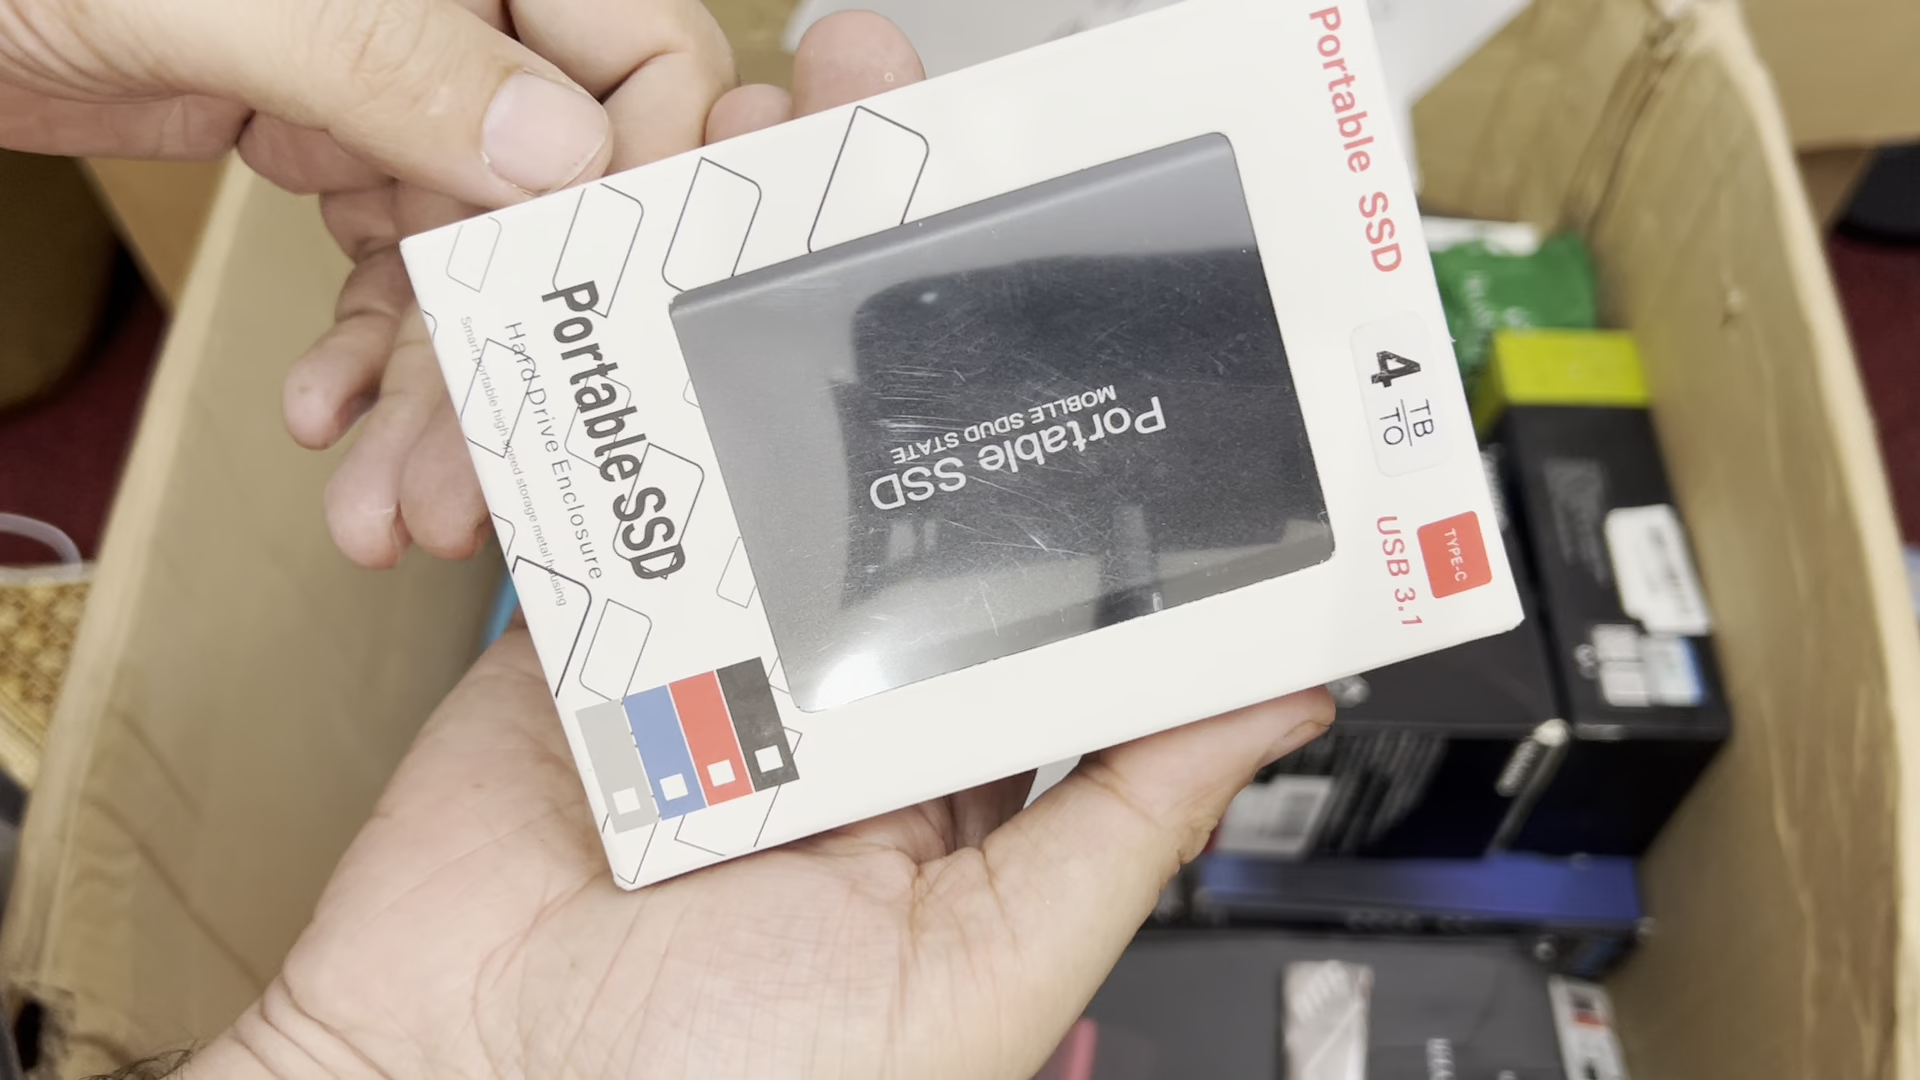 Portable SSD
4
TB
TO
TYPE-C
USB 3.1
Portable SSD
MOBLLE SDUD STATE
Portable SSD
Hard Drive Enclosure
Smart portable high speed storage metal housing